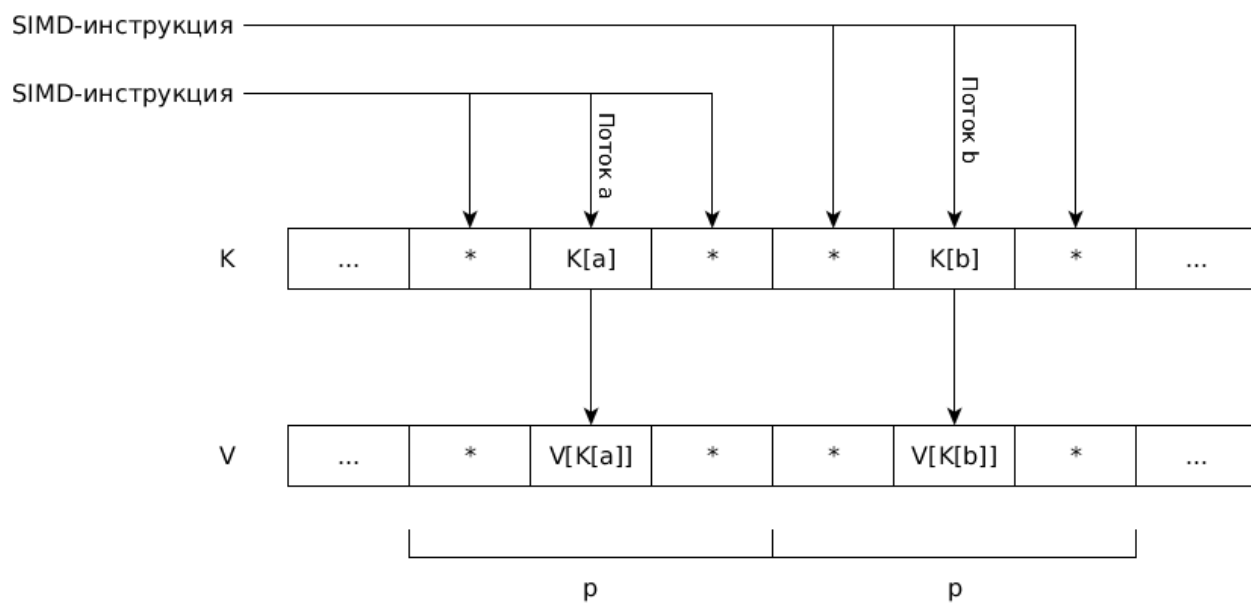 SIMD-инструкция
SIMD-инструкция
Поток a
Поток b
K ... * K[a] * * K[b] * ...
V ... * V[K[a]] * * V[K[b]] * ...
p p